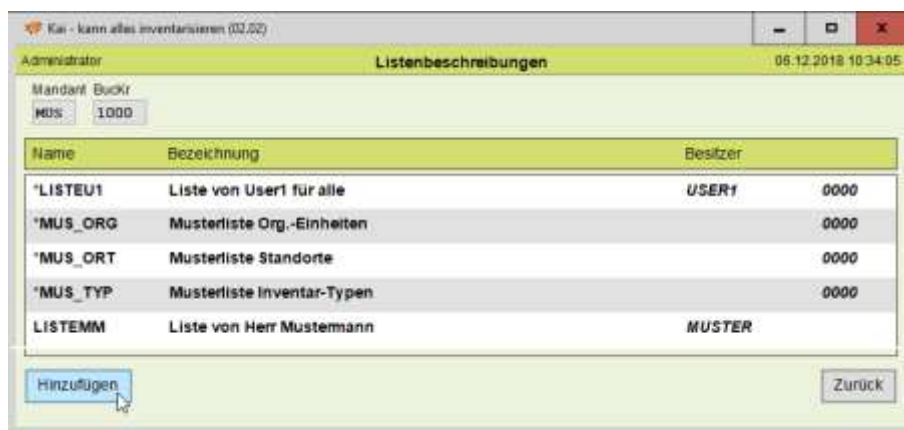 Kai - kann alles inventarisieren (02.02)
Administrator Listenbeschreibungen 06.12.2018 10:34:05
Mandant BucKr
MUS 1000
Name Bezeichnung Besitzer
*LISTEU1 Liste von User1 für alle USER1 0000
*MUS_ORG Musterliste Org.-Einheiten 0000
*MUS_ORT Musterliste Standorte 0000
*MUS_TYP Musterliste Inventar-Typen 0000
LISTEMM Liste von Herr Mustermann MUSTER
Hinzufügen Zurück